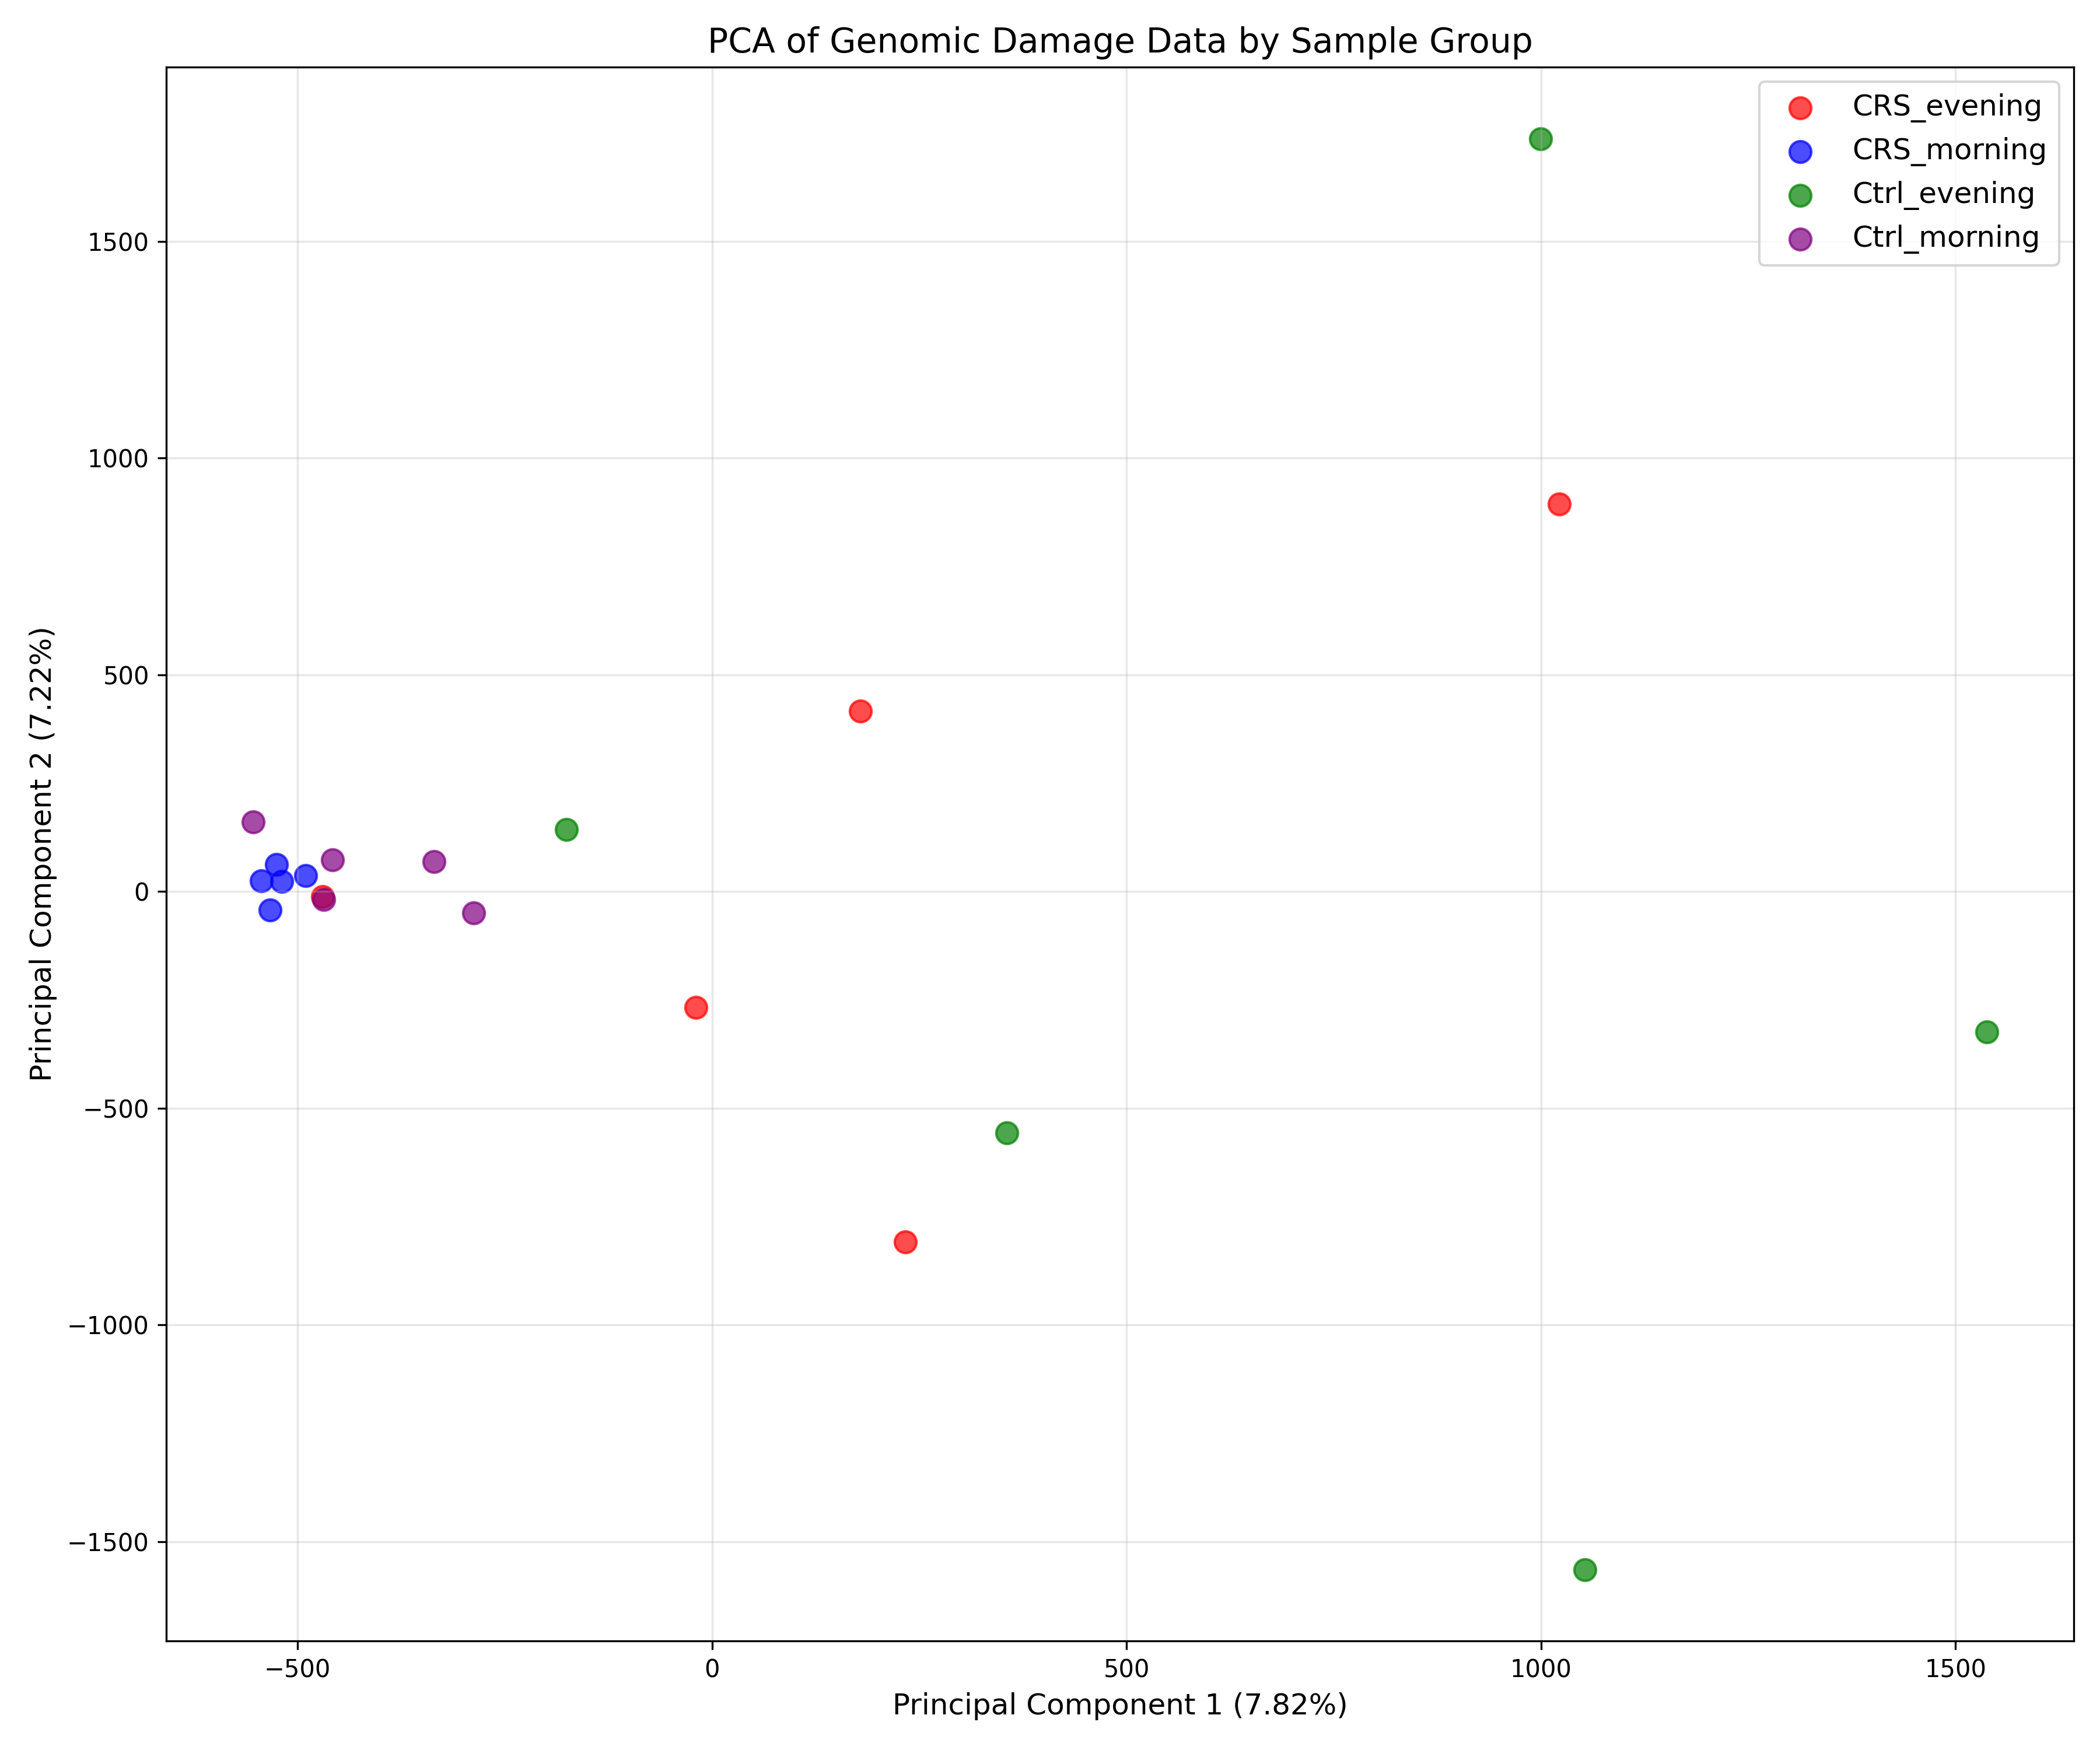 PCA of Genomic Damage Data by Sample Group
CRS_evening
CRS_morning
Ctrl_evening
Ctrl_morning
Principal Component 2 (7.22%)
1500
1000
500
0
−500
−1000
−1500
−500
0
500
1000
1500
Principal Component 1 (7.82%)